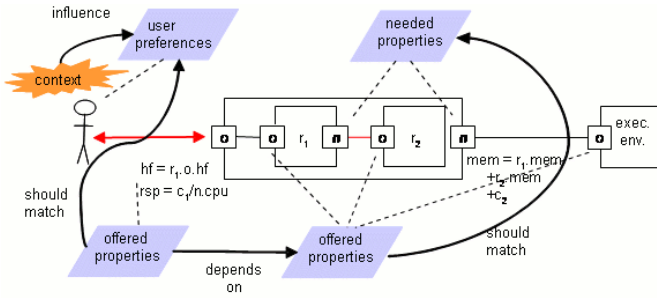 influence
user
preferences
needed
properties
context
o
o
r1
n
o
r2
n
o
exec.
env.
hf = r1.o.hf
rsp = c1/n.cpu
mem = r1.mem
+r2.mem
+c2
should
match
offered
properties
depends
on
offered
properties
should
match